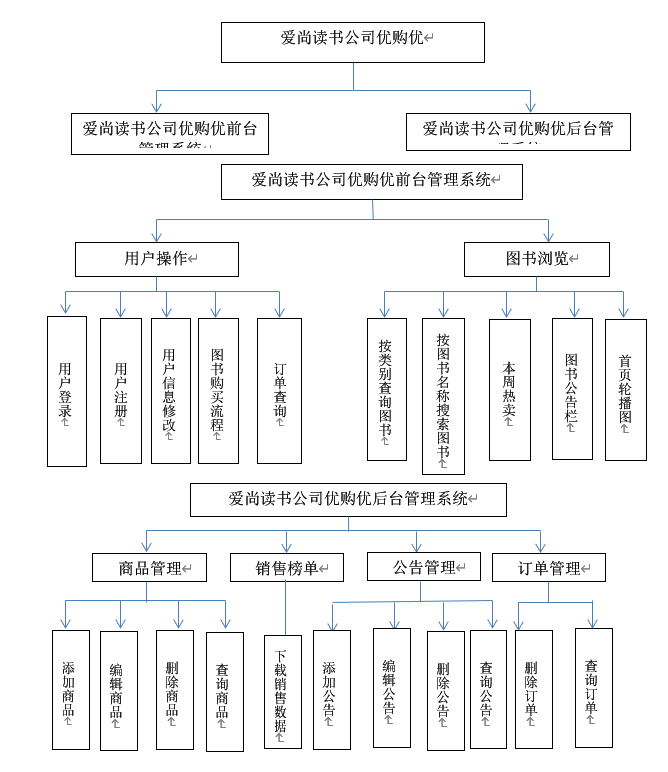 爱尚读书公司优购优
爱尚读书公司优购优前台
管理系统
爱尚读书公司优购优后台管
理系统
爱尚读书公司优购优前台管理系统
用户操作
图书浏览
用户登录
用户注册
用户信息修改
图书购买流程
订单查询
按类别查询图书
按图书名称搜索图书
本周热卖
图书公告栏
首页轮播图
爱尚读书公司优购优后台管理系统
商品管理
销售榜单
公告管理
订单管理
添加商品
编辑商品
删除商品
查询商品
下载销售数据
添加公告
编辑公告
删除公告
查询公告
删除订单
查询订单